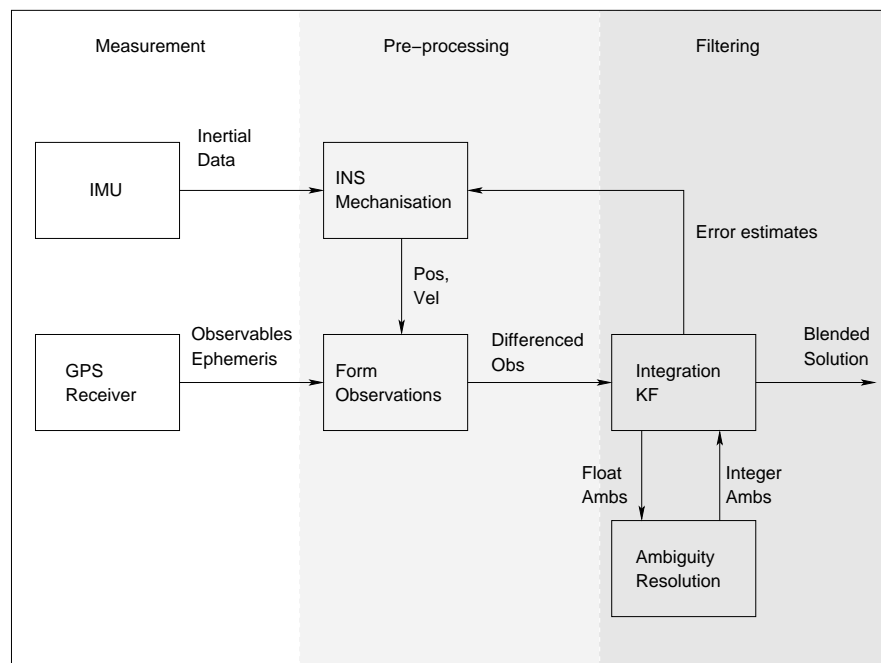 Measurement
Pre−processing
Filtering
Inertial
Data
IMU
INS
Mechanisation
Error estimates
Pos,
Vel
Observables
Ephemeris
GPS
Receiver
Form
Observations
Differenced
Obs
Integration
KF
Blended
Solution
Float
Ambs
Integer
Ambs
Ambiguity
Resolution